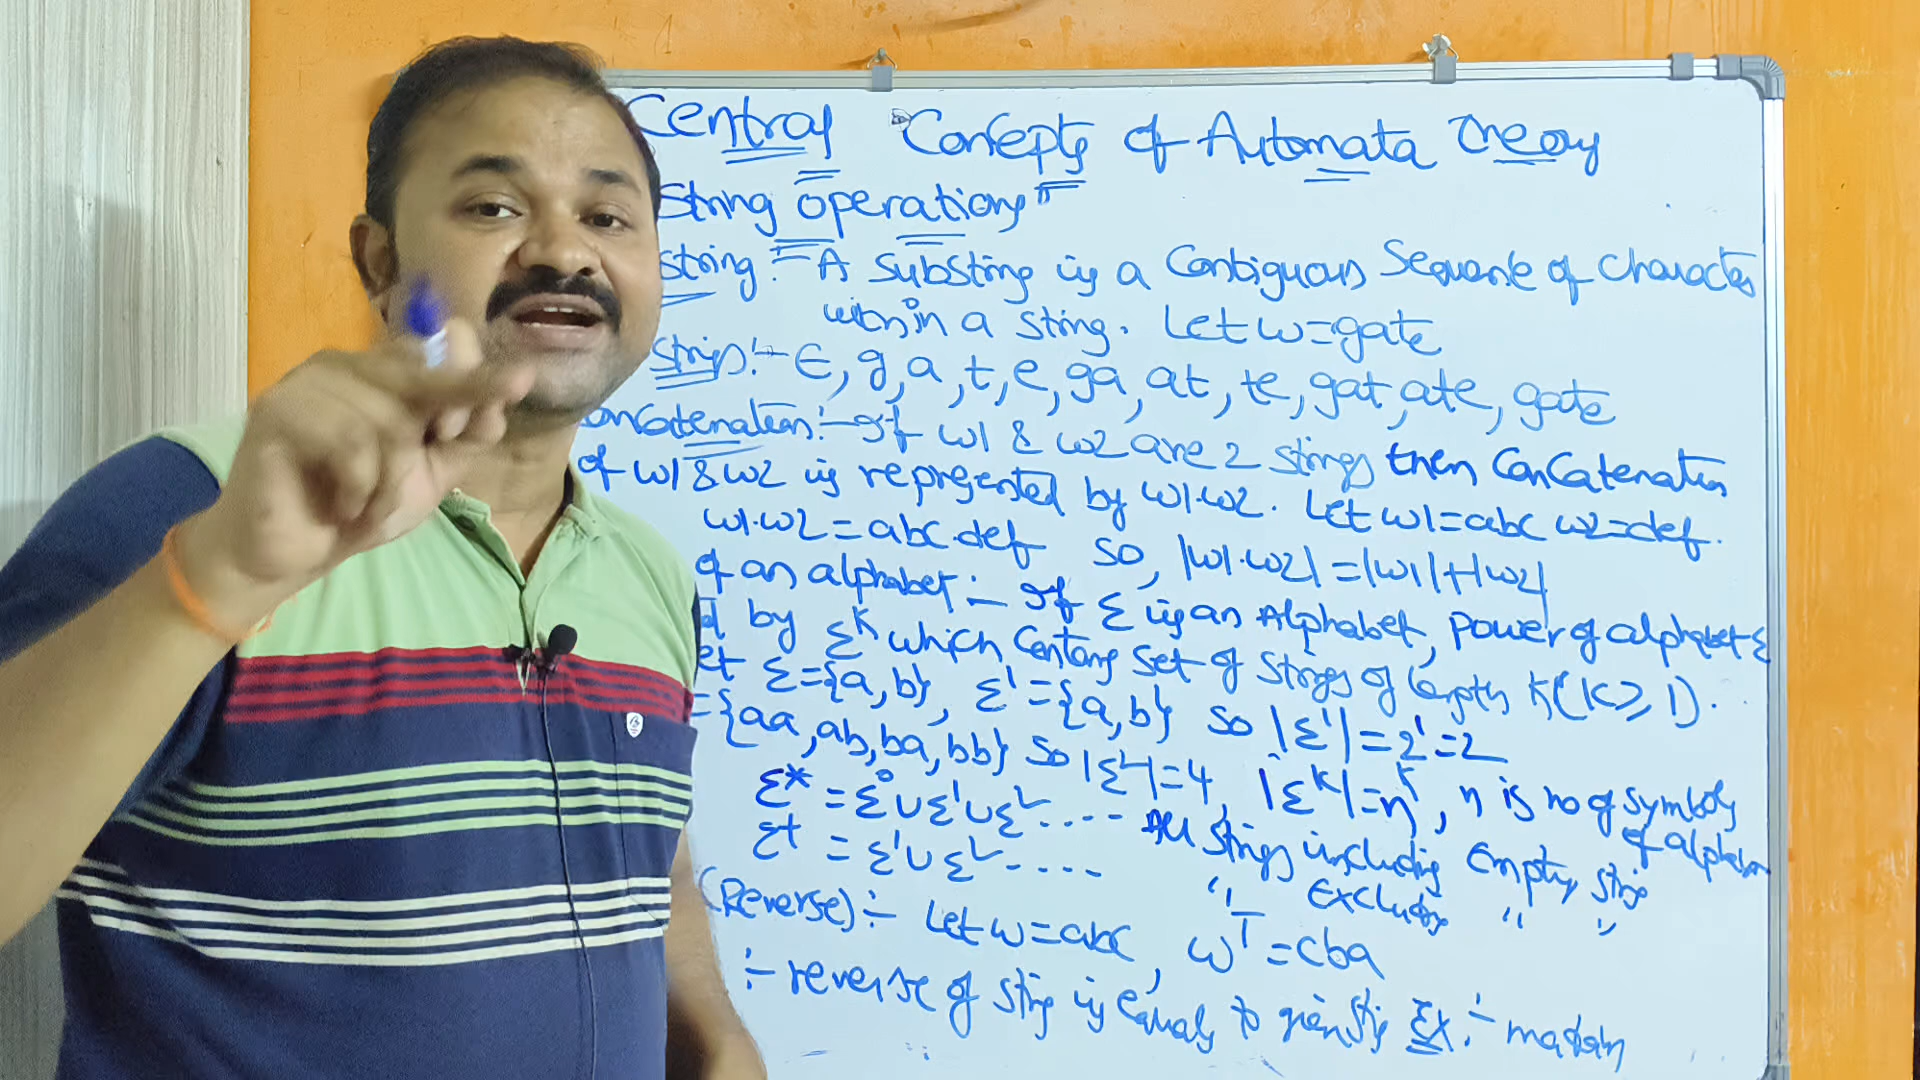 Central Concepts of Automata Theory
String operations"
string :- A substring is a Contiguous Sequence of character
within a string. Let w=gate
strings:- ε, g, a, t, e, ga, at, te, gat, ate, gate
oncatenation:- If w1 & w2 are 2 strings then Concatenation
of w1 & w2 is represented by w1.w2. Let w1=abc w2=def.
w1.w2 = abc.def so, |w1.w2| = |w1|+|w2|
of an alphabet :- If Σ is an Alphabet, Power of alphabet Σ
ed by Σ^K which Contains Set of Strings of length K(K≥1).
et Σ={a,b}, Σ^1={a,b} so |Σ^1|=2^1=2
={aa,ab,ba,bb} so |Σ^2|=4, |Σ^K|=n^K, n is no of symbols
of alphabet
Σ* = Σ^0∪Σ^1∪Σ^2.... All Strings including Empty string
Σ+ = Σ^1∪Σ^2---- " Excluding " "
(Reverse) :- Let w=abc, w^T=cba
:- reverse of string is equals to given string Ex:- madam